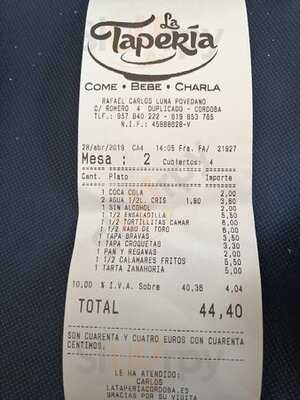 La
Tapería
COME • BEBE • CHARLA
RAFAEL CARLOS LUNA POVEDANO
C/ ROMERO 4 DUPLICADO - CORDOBA
TLF.: 957 840 222 - 619 853 765
N.I.F.: 45888628-V
28/abr/2019 CA4 14:05 Fra. FA/ 21927
Mesa : 2 Cubiertos: 4
Cant. Plato Importe
1 COCA COLA 2,00
2 AGUA 1/2L. CRIS 1,90 3,80
1 SIN ALCOHOL 2,00
1 1/2 ENSALADILLA 5,50
1 1/2 TORTILLITAS CAMAR 6,00
1 1/2 RABO DE TORO 6,00
1 TAPA BRAVAS 3,50
1 TAPA CROQUETAS 3,30
1 PAN Y REGAÑAS 2,00
1 1/2 CALAMARES FRITOS 5,50
1 TARTA ZANAHORIA 5,00
10,00 % I.V.A. Sobre 40,36 4,04
TOTAL 44,40
SON CUARENTA Y CUATRO EUROS CON CUARENTA
CENTIMOS.
LE HA ATENDIDO:
CARLOS
LATAPERIACORDOBA.ES
GRACIAS POR SU VISITA